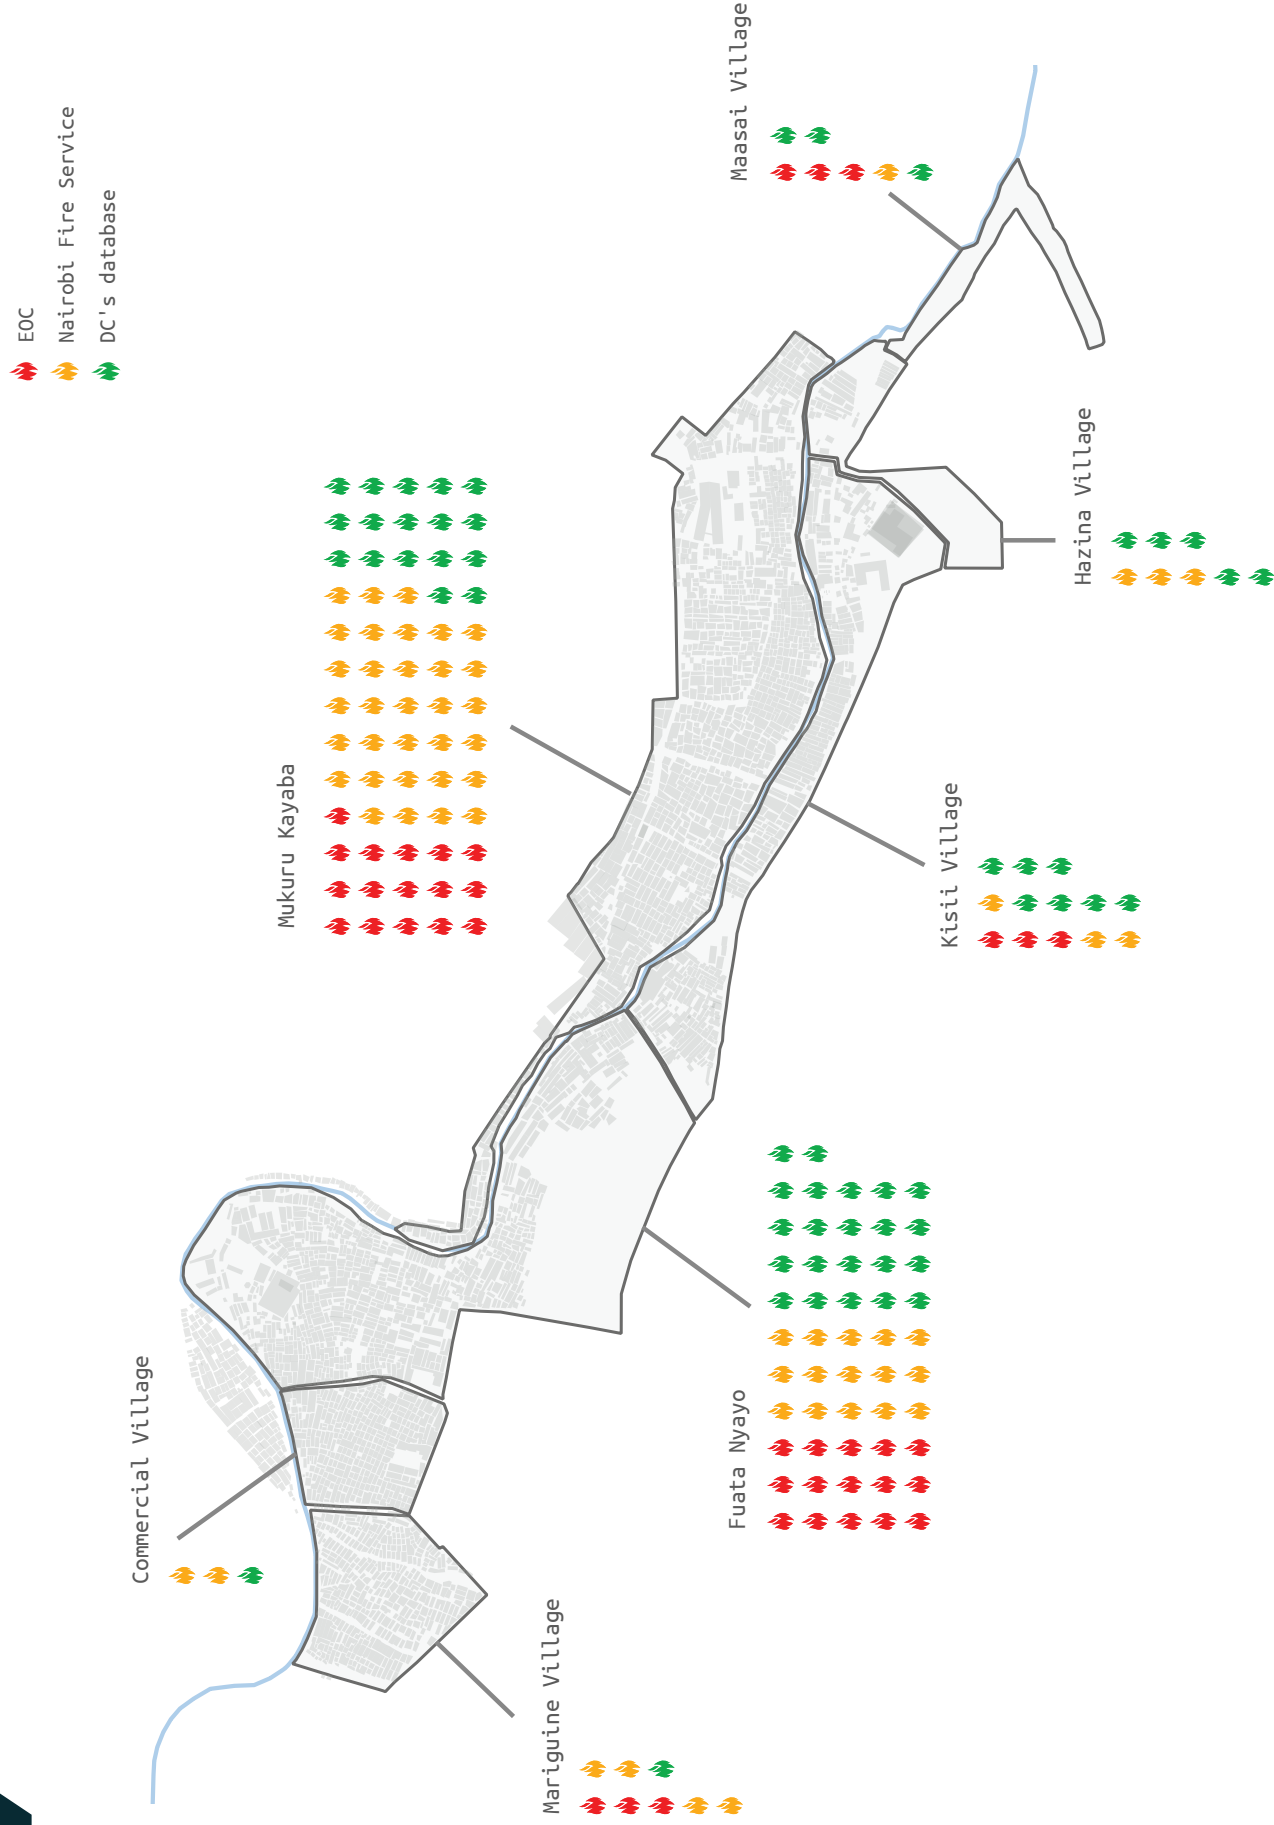 EOC
Nairobi Fire Service
DC's database
Maasai Village
Hazina Village
Mukuru Kayaba
Kisii Village
Commercial Village
Fuata Nyayo
Mariguine Village